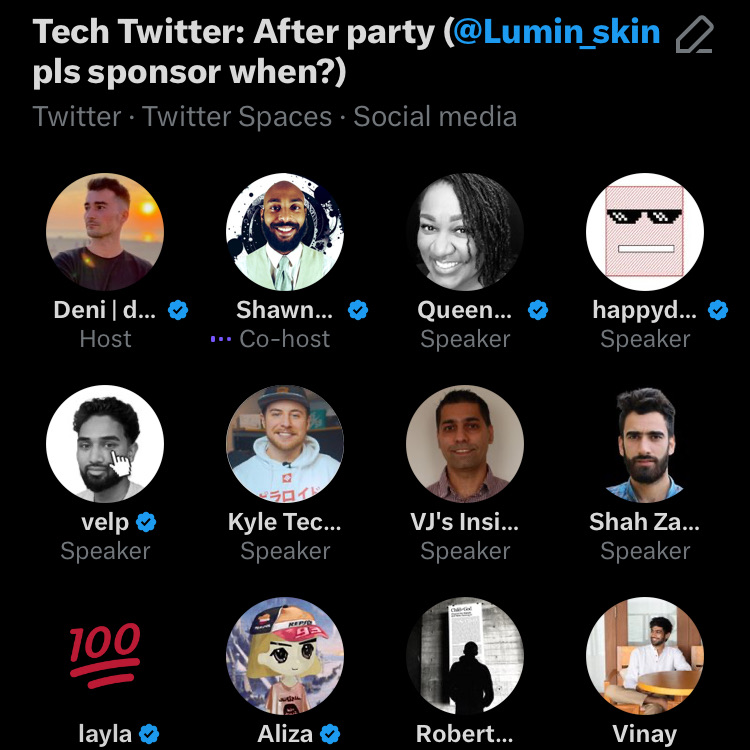 Tech Twitter: After party (@Lumin_skin
pls sponsor when?)
Twitter · Twitter Spaces · Social media
Deni | d... Shawn... Queen... happyd...
Host Co-host Speaker Speaker
velp Kyle Tec... VJ's Insi... Shah Za...
Speaker Speaker Speaker Speaker
100
93
layla Aliza Robert... Vinay